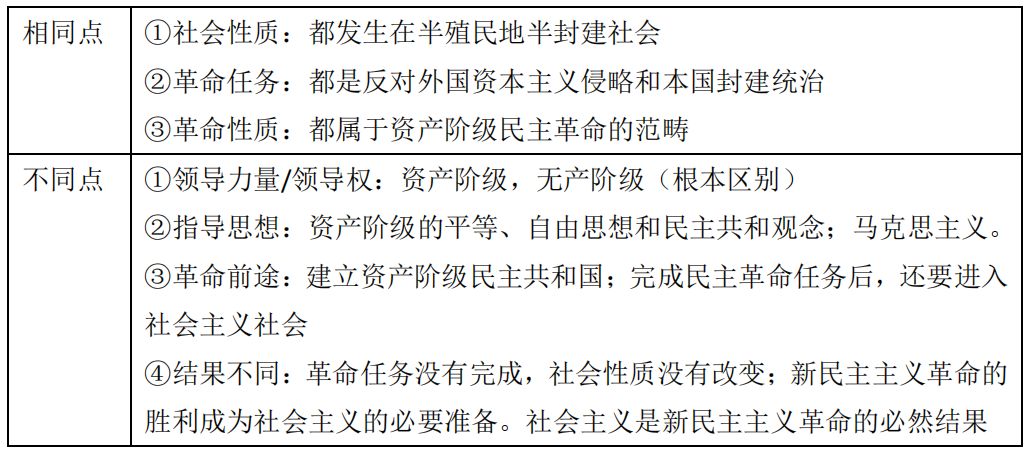 相同点
①社会性质：都发生在半殖民地半封建社会
②革命任务：都是反对外国资本主义侵略和本国封建统治
③革命性质：都属于资产阶级民主革命的范畴
不同点
①领导力量/领导权：资产阶级，无产阶级（根本区别）
②指导思想：资产阶级的平等、自由思想和民主共和观念；马克思主义。
③革命前途：建立资产阶级民主共和国；完成民主革命任务后，还要进入
社会主义社会
④结果不同：革命任务没有完成，社会性质没有改变；新民主主义革命的
胜利成为社会主义的必要准备。社会主义是新民主主义革命的必然结果